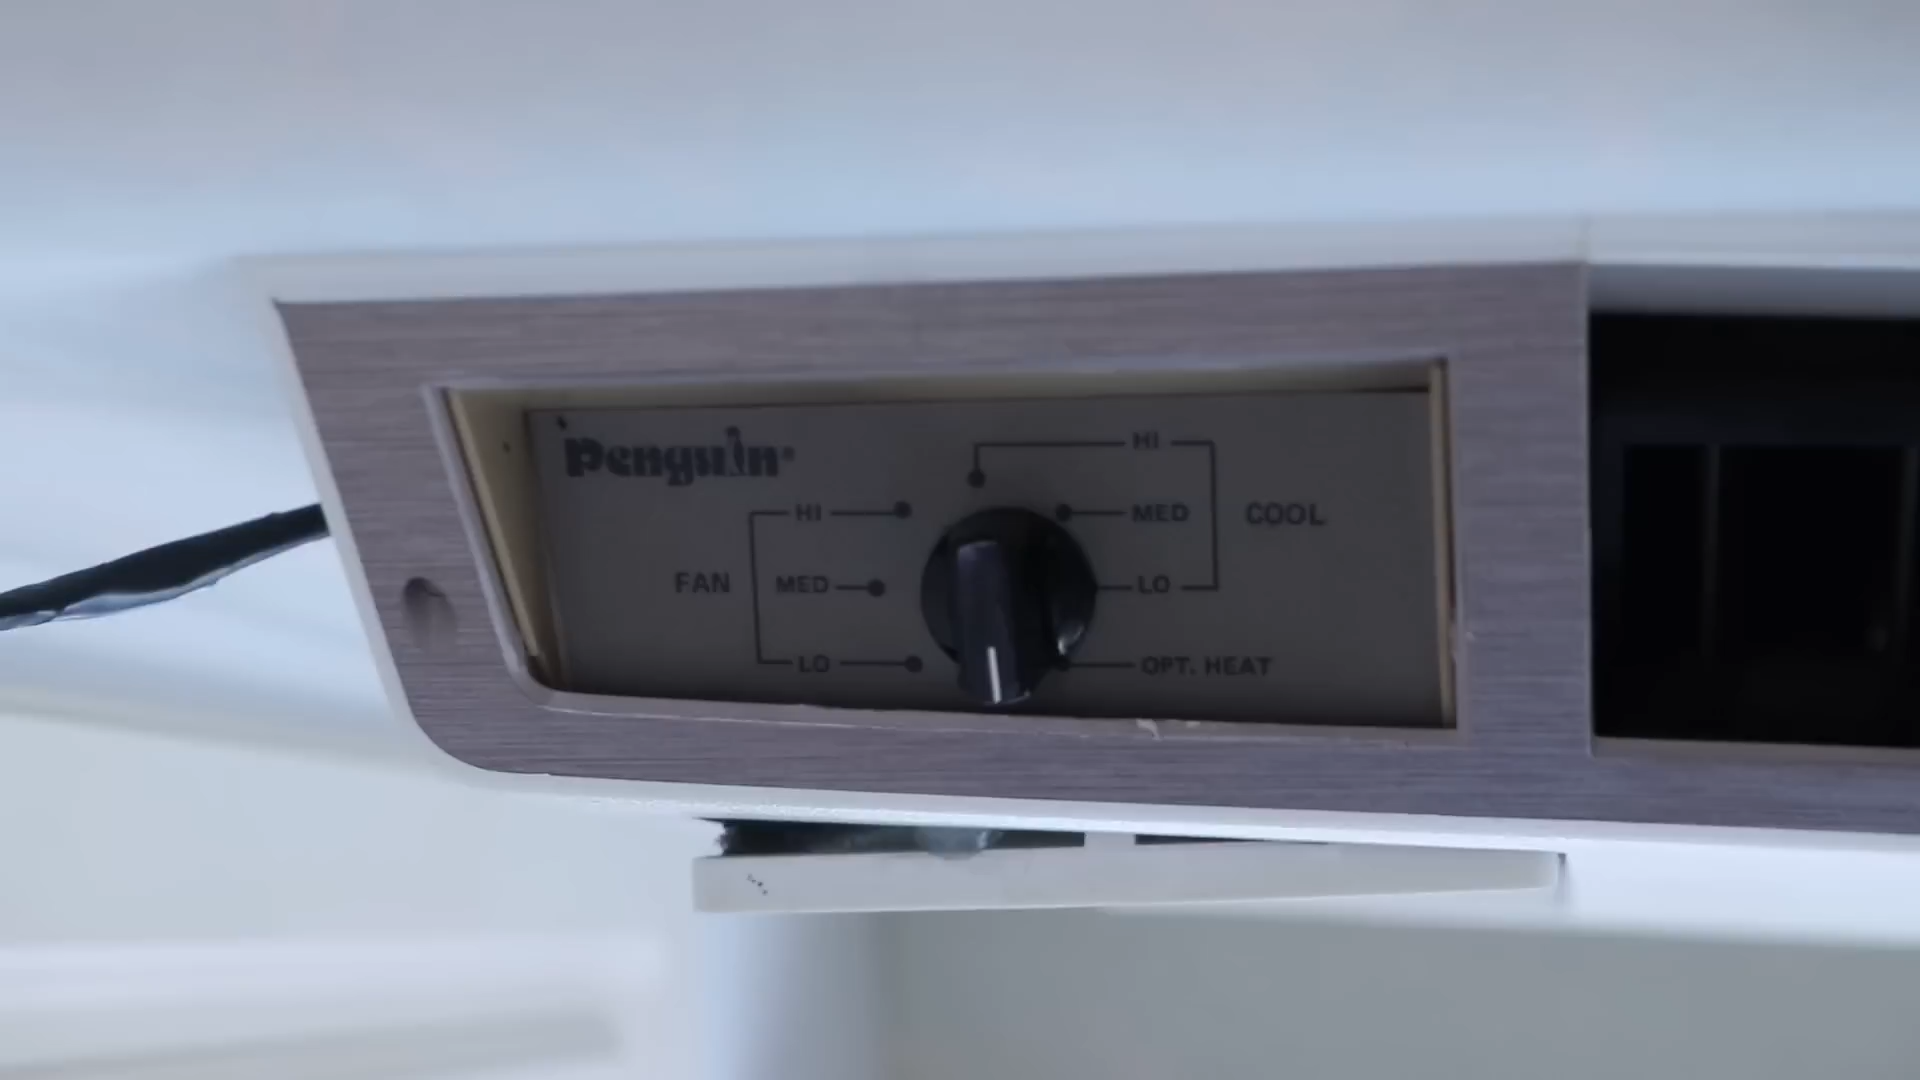 Penguin®
HI
HI
MED
COOL
FAN
MED
LO
LO
OPT. HEAT